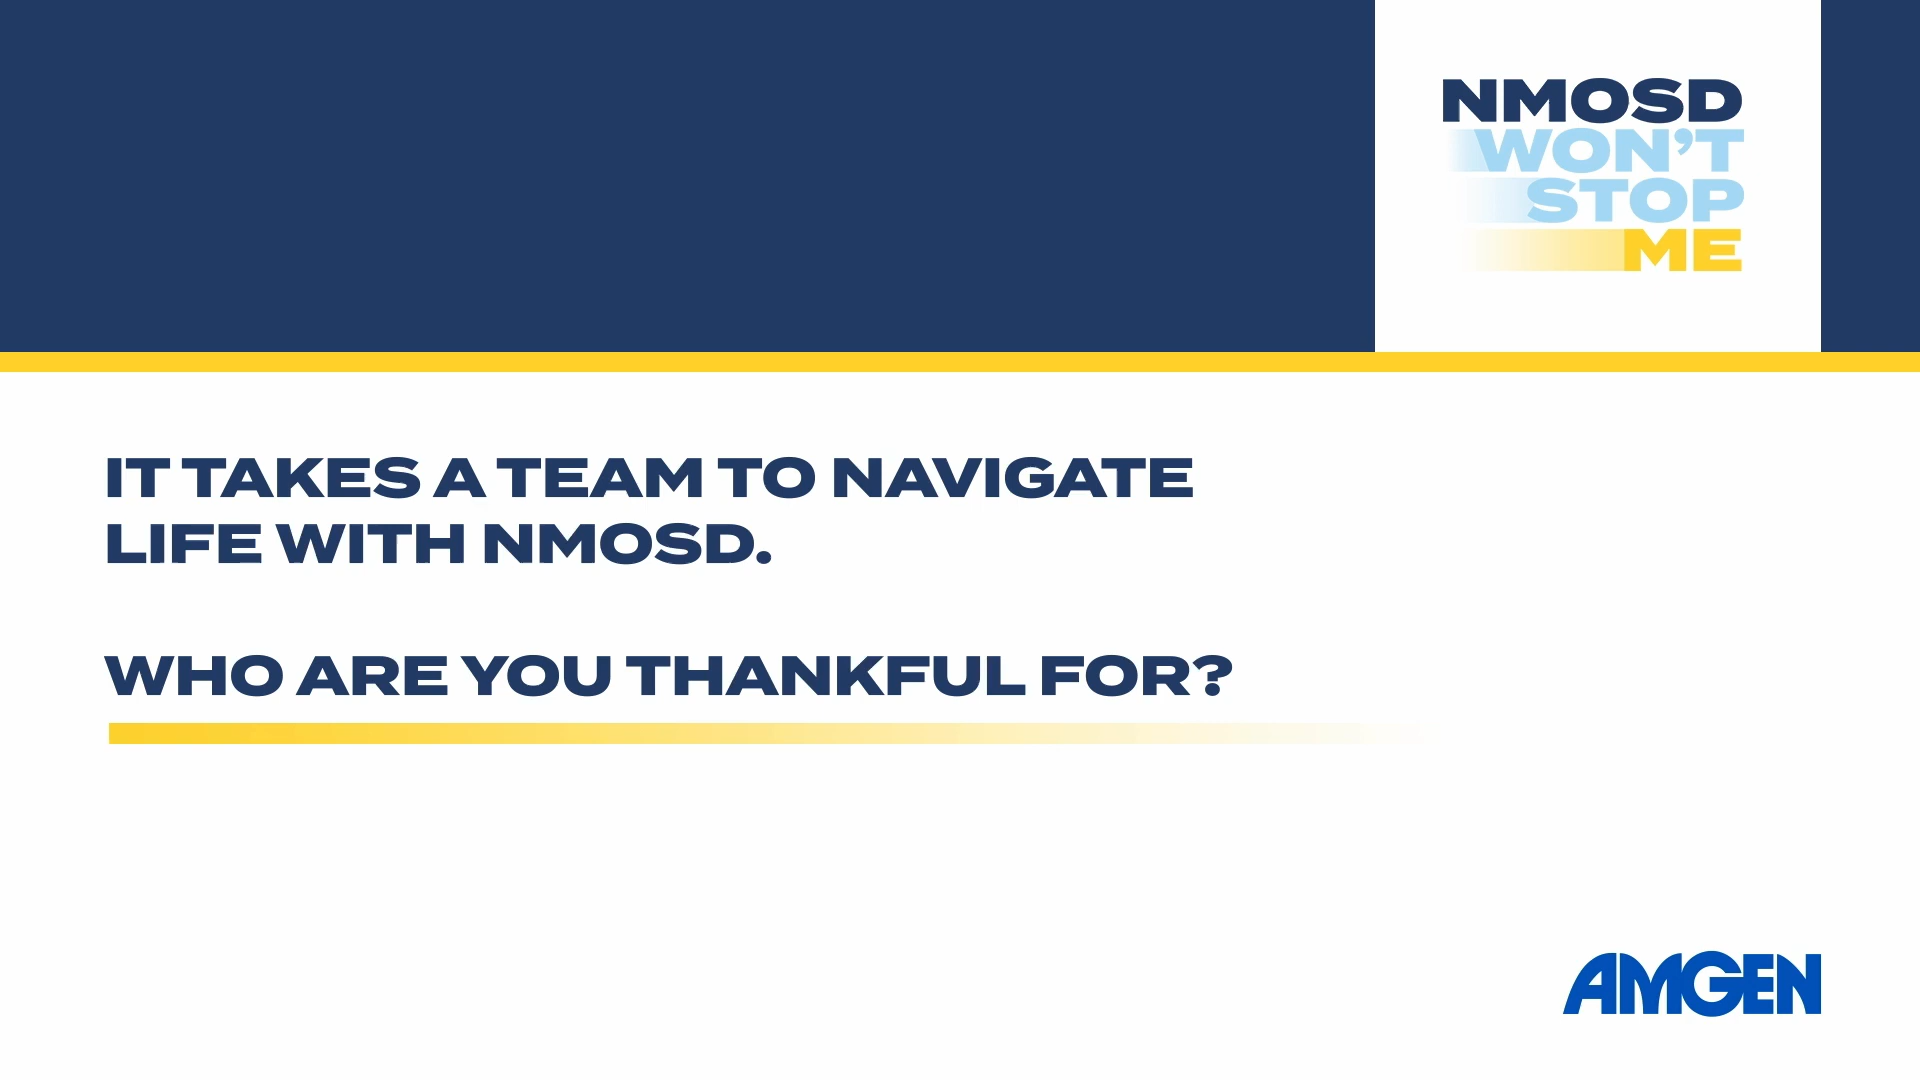 NMOSD
WON'T
STOP
ME
IT TAKES A TEAM TO NAVIGATE
LIFE WITH NMOSD.
WHO ARE YOU THANKFUL FOR?
AMGEN